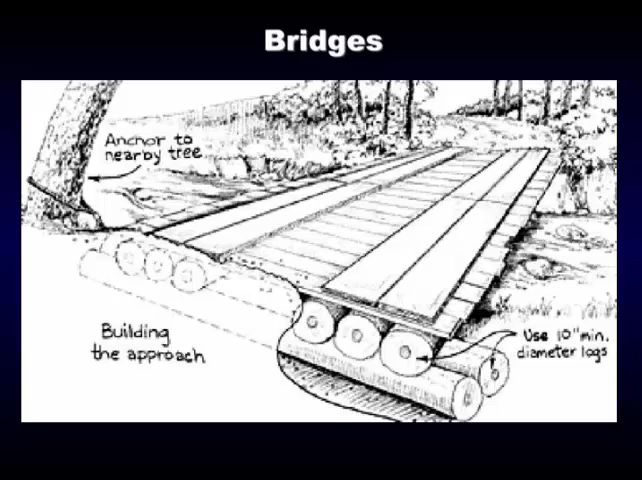 Bridges
Anchor to
nearby tree
Building
the approach
Use 10" min.
diameter logs